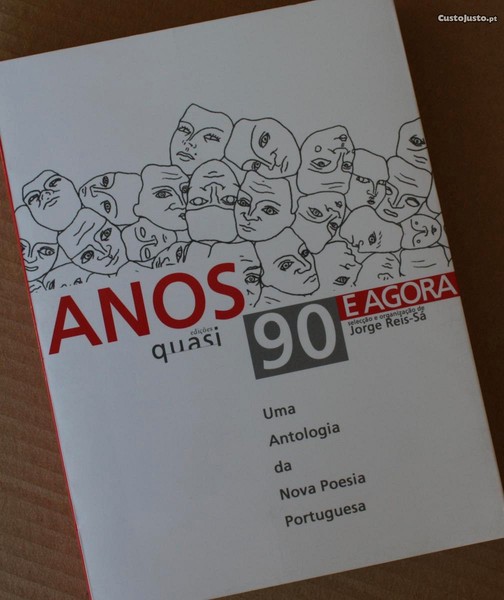 CustoJusto.pt
ANOS
90
E AGORA
selecção e organização de
Jorge Reis-Sá
edições
quasi
Uma
Antologia
da
Nova Poesia
Portuguesa